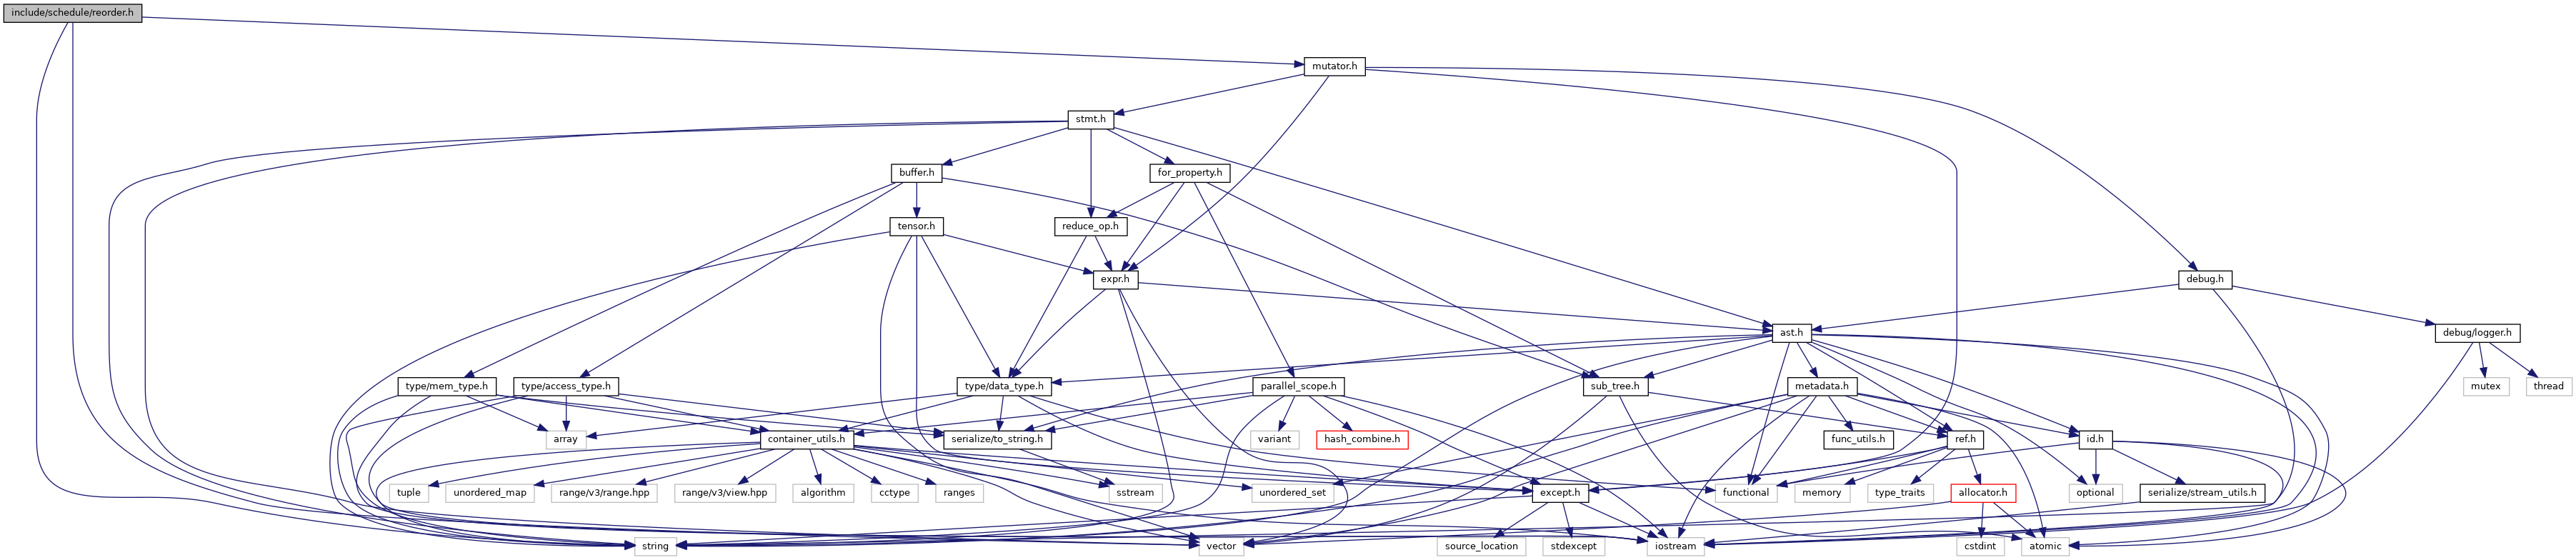 include/schedule/reorder.h
mutator.h
stmt.h
buffer.h
for_property.h
tensor.h
reduce_op.h
expr.h
debug.h
ast.h
debug/logger.h
type/mem_type.h
type/access_type.h
type/data_type.h
parallel_scope.h
sub_tree.h
metadata.h
mutex
thread
array
container_utils.h
serialize/to_string.h
variant
hash_combine.h
func_utils.h
ref.h
id.h
tuple
unordered_map
range/v3/range.hpp
range/v3/view.hpp
algorithm
cctype
ranges
sstream
unordered_set
except.h
functional
memory
type_traits
allocator.h
optional
serialize/stream_utils.h
string
vector
source_location
stdexcept
iostream
cstdint
atomic